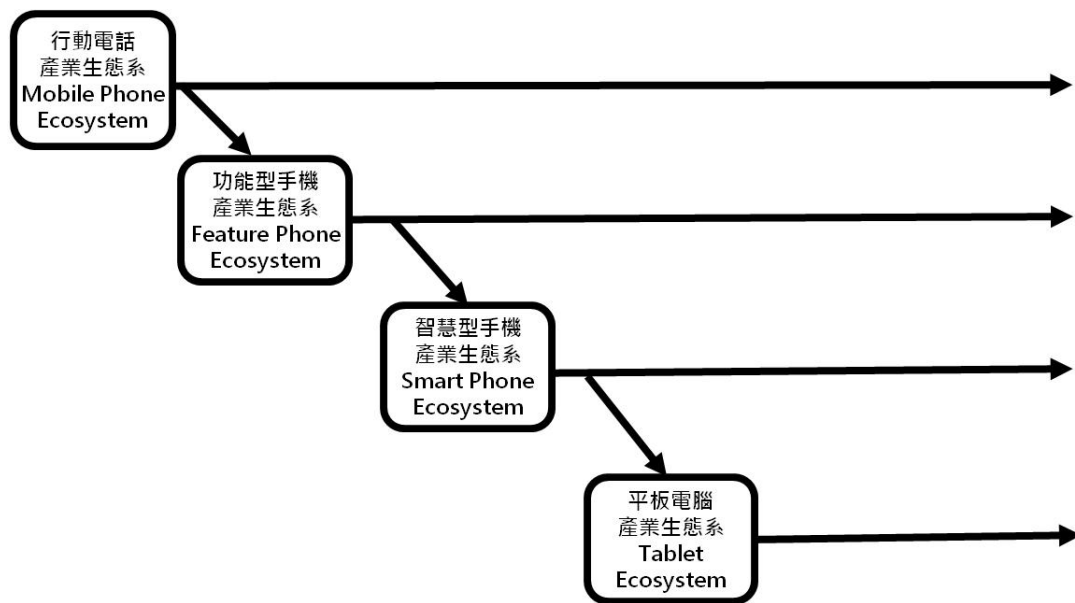 行動電話
產業生態系
Mobile Phone
Ecosystem
功能型手機
產業生態系
Feature Phone
Ecosystem
智慧型手機
產業生態系
Smart Phone
Ecosystem
平板電腦
產業生態系
Tablet
Ecosystem